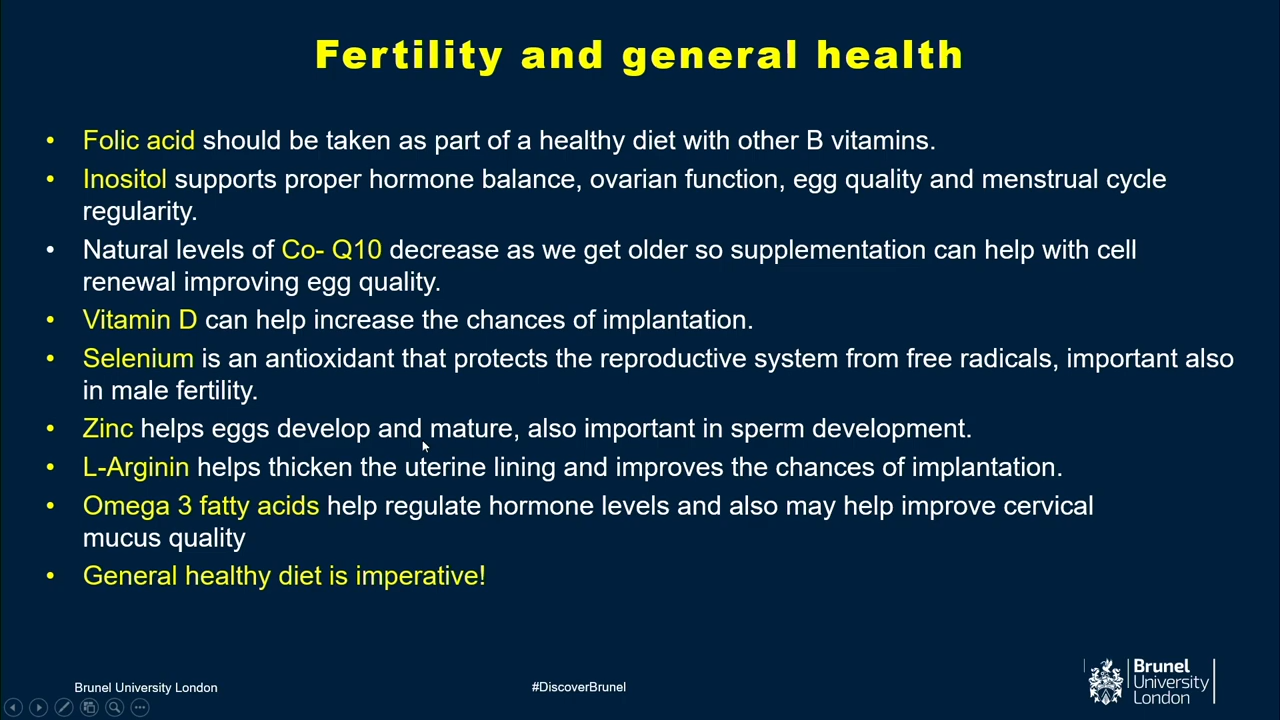 Fertility and general health
• Folic acid should be taken as part of a healthy diet with other B vitamins.
• Inositol supports proper hormone balance, ovarian function, egg quality and menstrual cycle
regularity.
• Natural levels of Co- Q10 decrease as we get older so supplementation can help with cell
renewal improving egg quality.
• Vitamin D can help increase the chances of implantation.
• Selenium is an antioxidant that protects the reproductive system from free radicals, important also
in male fertility.
• Zinc helps eggs develop and mature, also important in sperm development.
• L-Arginin helps thicken the uterine lining and improves the chances of implantation.
• Omega 3 fatty acids help regulate hormone levels and also may help improve cervical
mucus quality
• General healthy diet is imperative!
Brunel University London
#DiscoverBrunel
Brunel
University
London